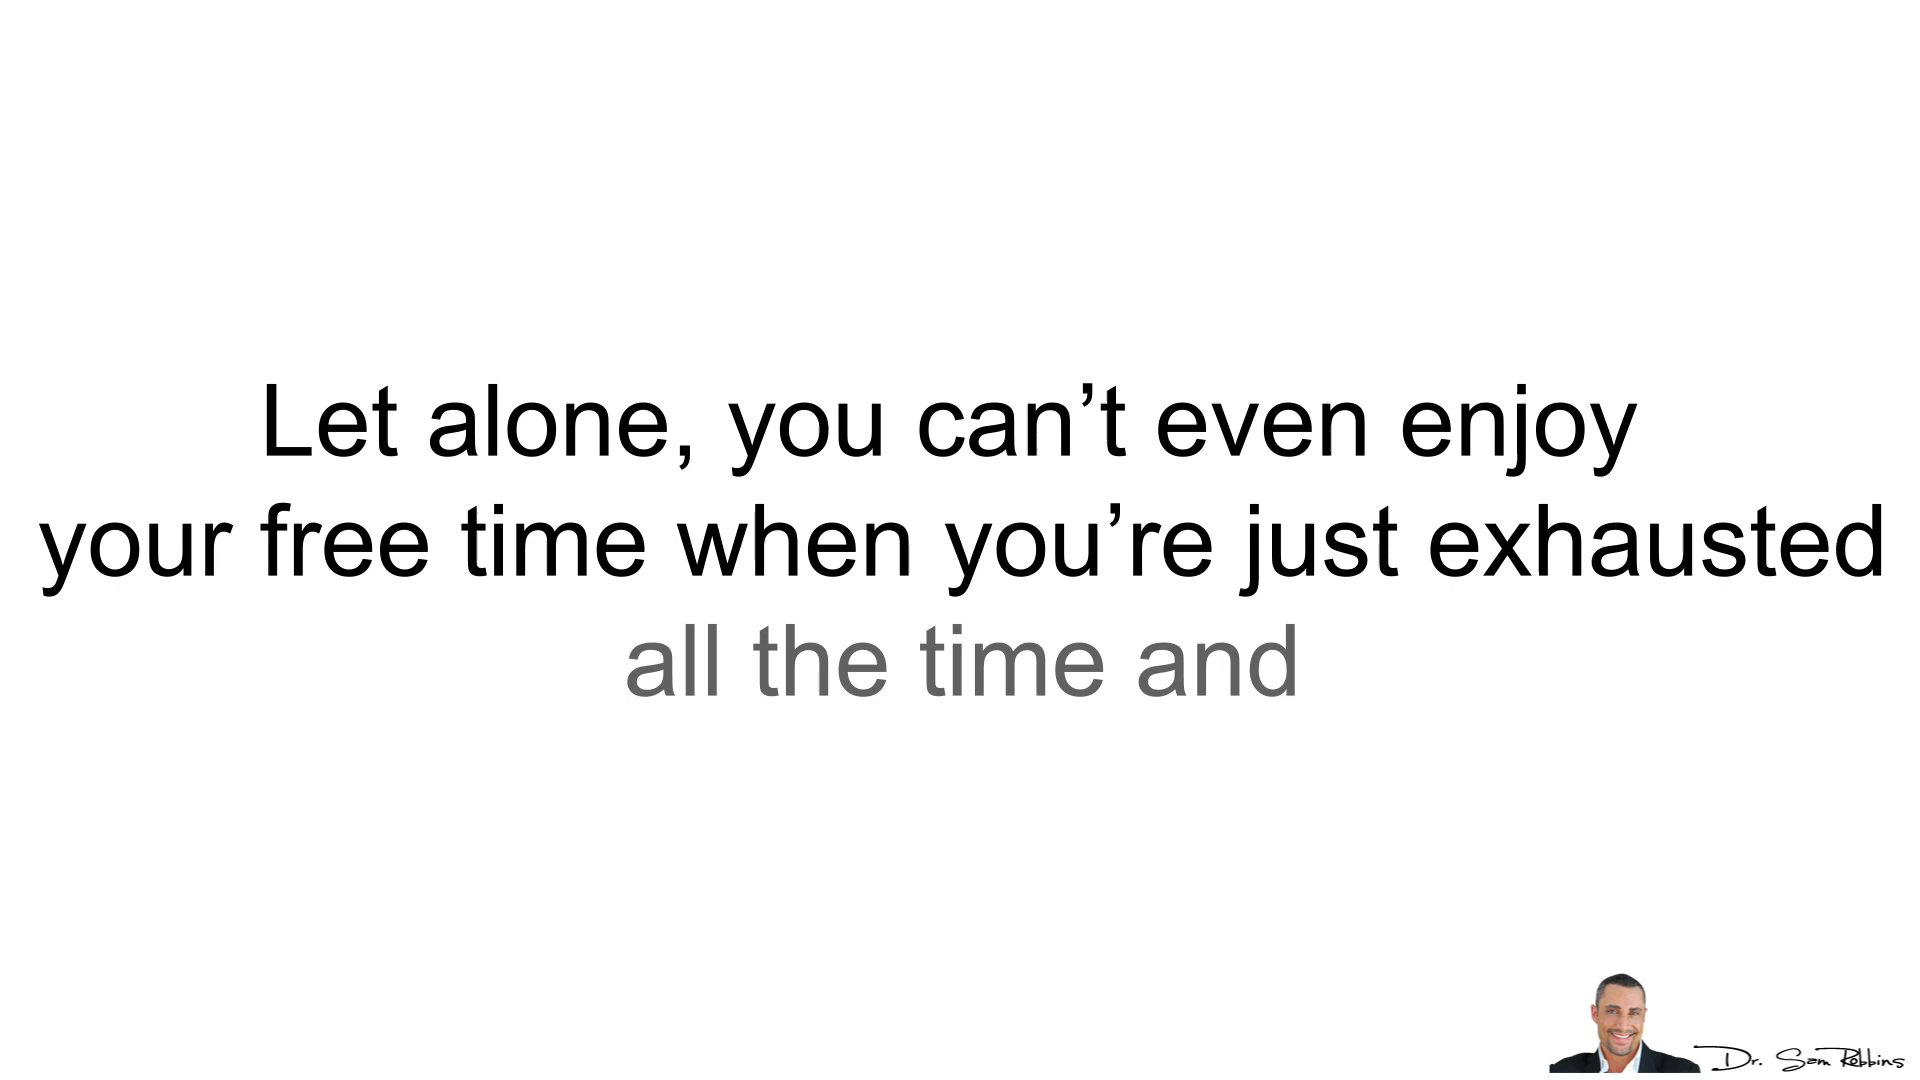 Let alone, you can’t even enjoy
your free time when you’re just exhausted
all the time and
Dr. Sam Robbins